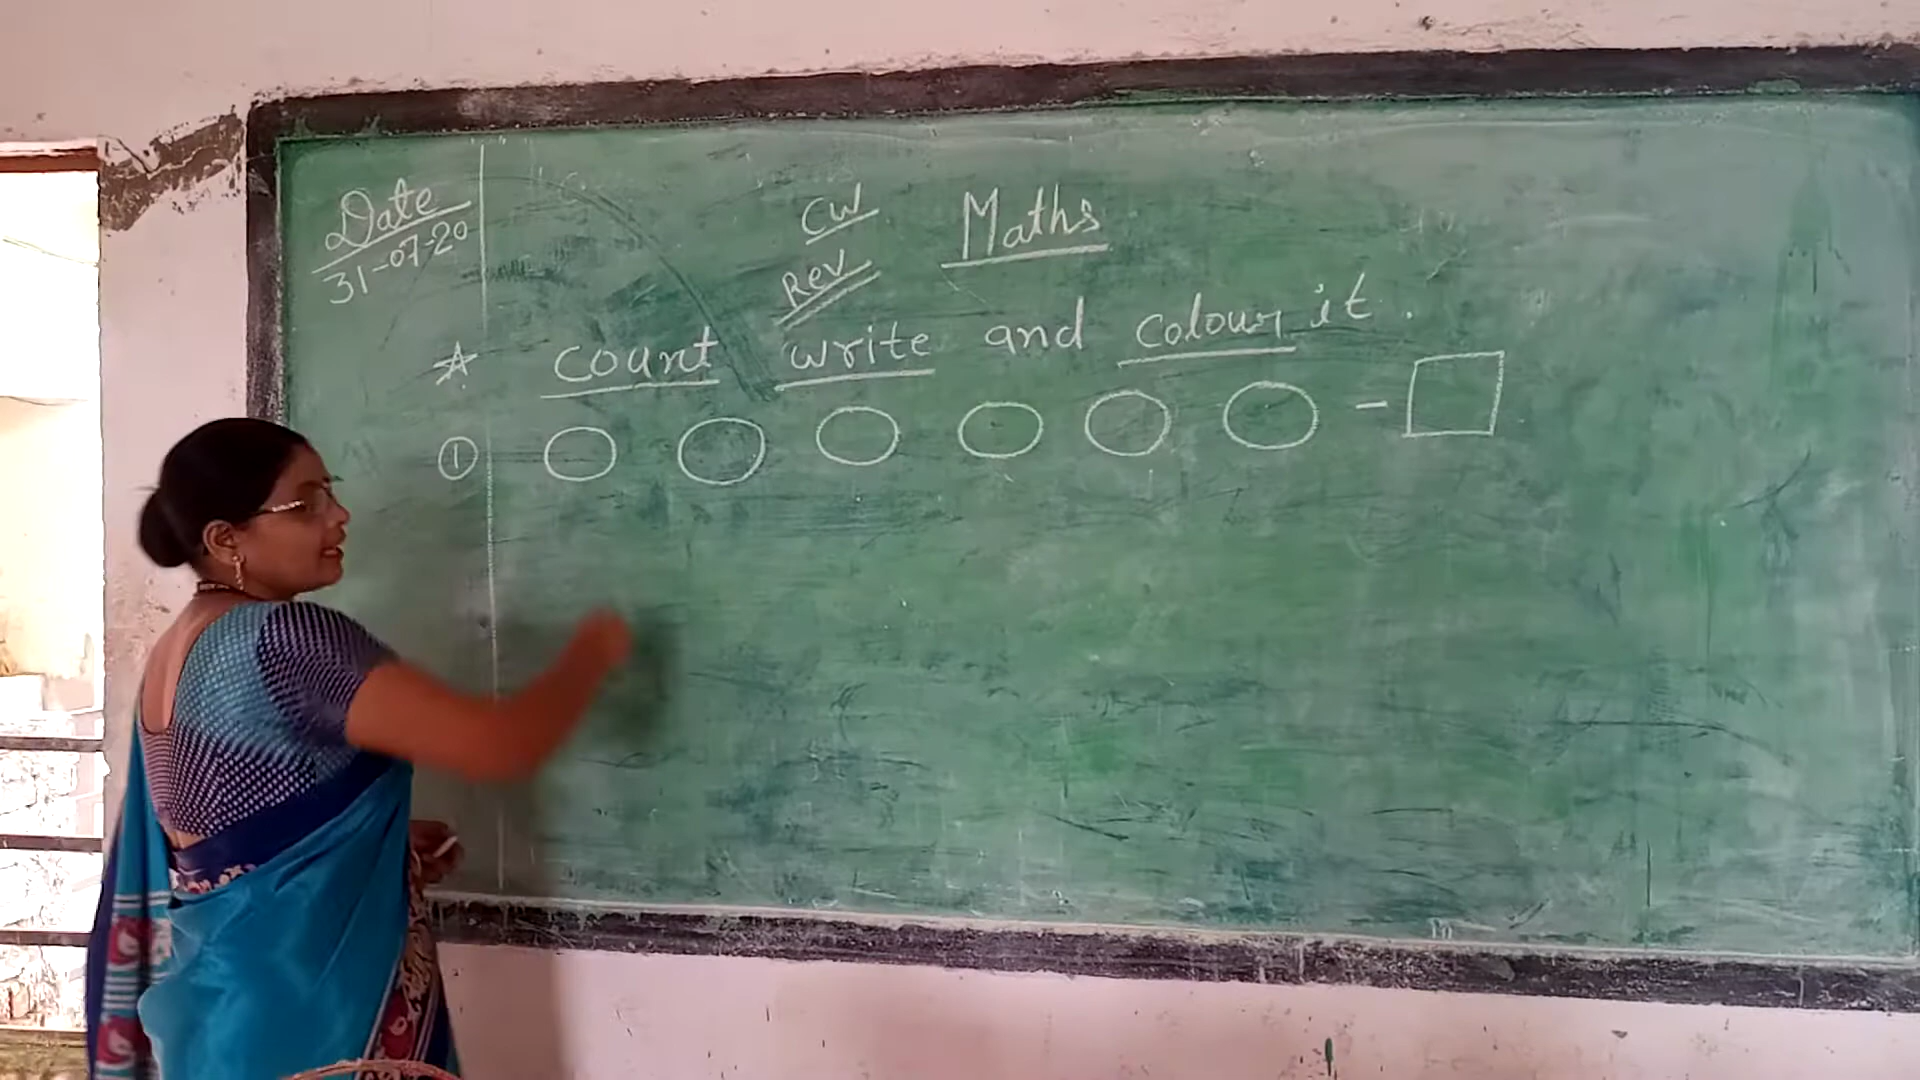 Date
31-07-20
CW Maths
Rev
count write and colour it.
①